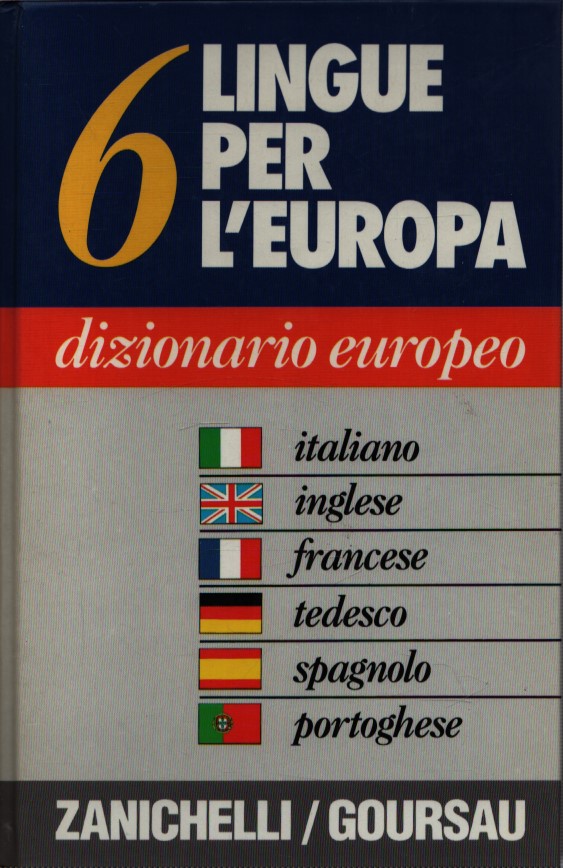 6 LINGUE
PER
L'EUROPA
dizionario europeo
italiano
inglese
francese
tedesco
spagnolo
portoghese
ZANICHELLI / GOURSAU